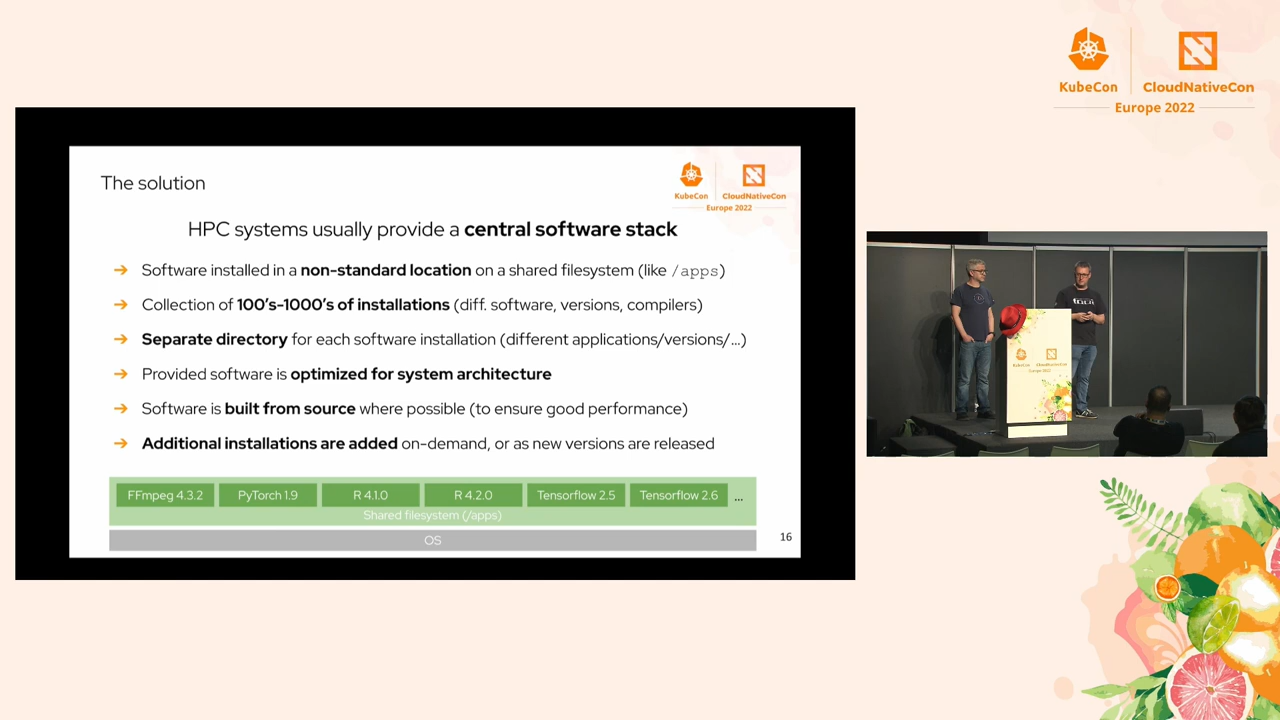 KubeCon
CloudNativeCon
Europe 2022
The solution
KubeCon
CloudNativeCon
Europe 2022
HPC systems usually provide a central software stack
➔ Software installed in a non-standard location on a shared filesystem (like /apps)
➔ Collection of 100's-1000's of installations (diff. software, versions, compilers)
➔ Separate directory for each software installation (different applications/versions/...)
➔ Provided software is optimized for system architecture
➔ Software is built from source where possible (to ensure good performance)
➔ Additional installations are added on-demand, or as new versions are released
FFmpeg 4.3.2 PyTorch 1.9 R 4.1.0 R 4.2.0 Tensorflow 2.5 Tensorflow 2.6 ...
Shared filesystem (/apps)
OS
16